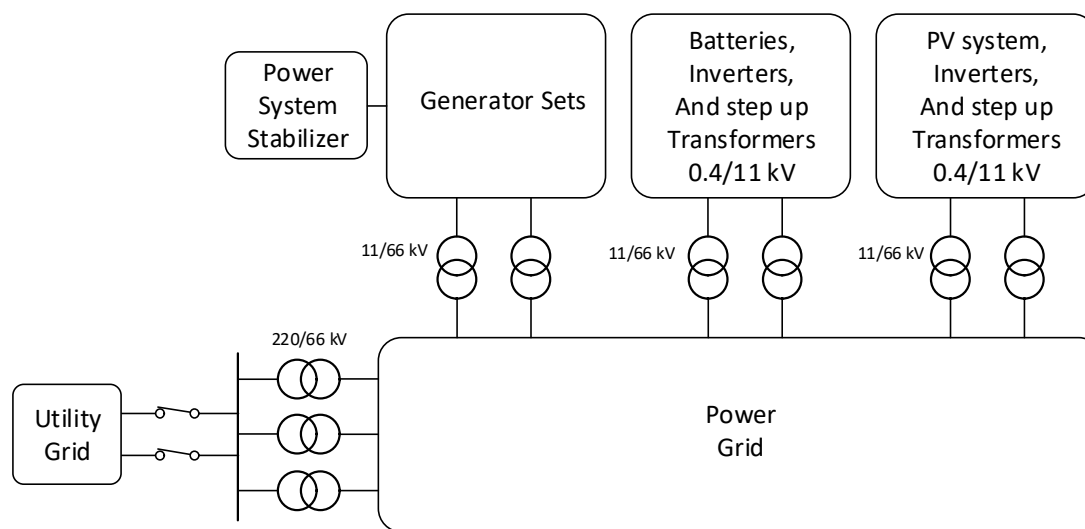 Power
System
Stabilizer
Generator Sets
Batteries,
Inverters,
And step up
Transformers
0.4/11 kV
PV system,
Inverters,
And step up
Transformers
0.4/11 kV
11/66 kV
11/66 kV
11/66 kV
220/66 kV
Utility
Grid
Power
Grid